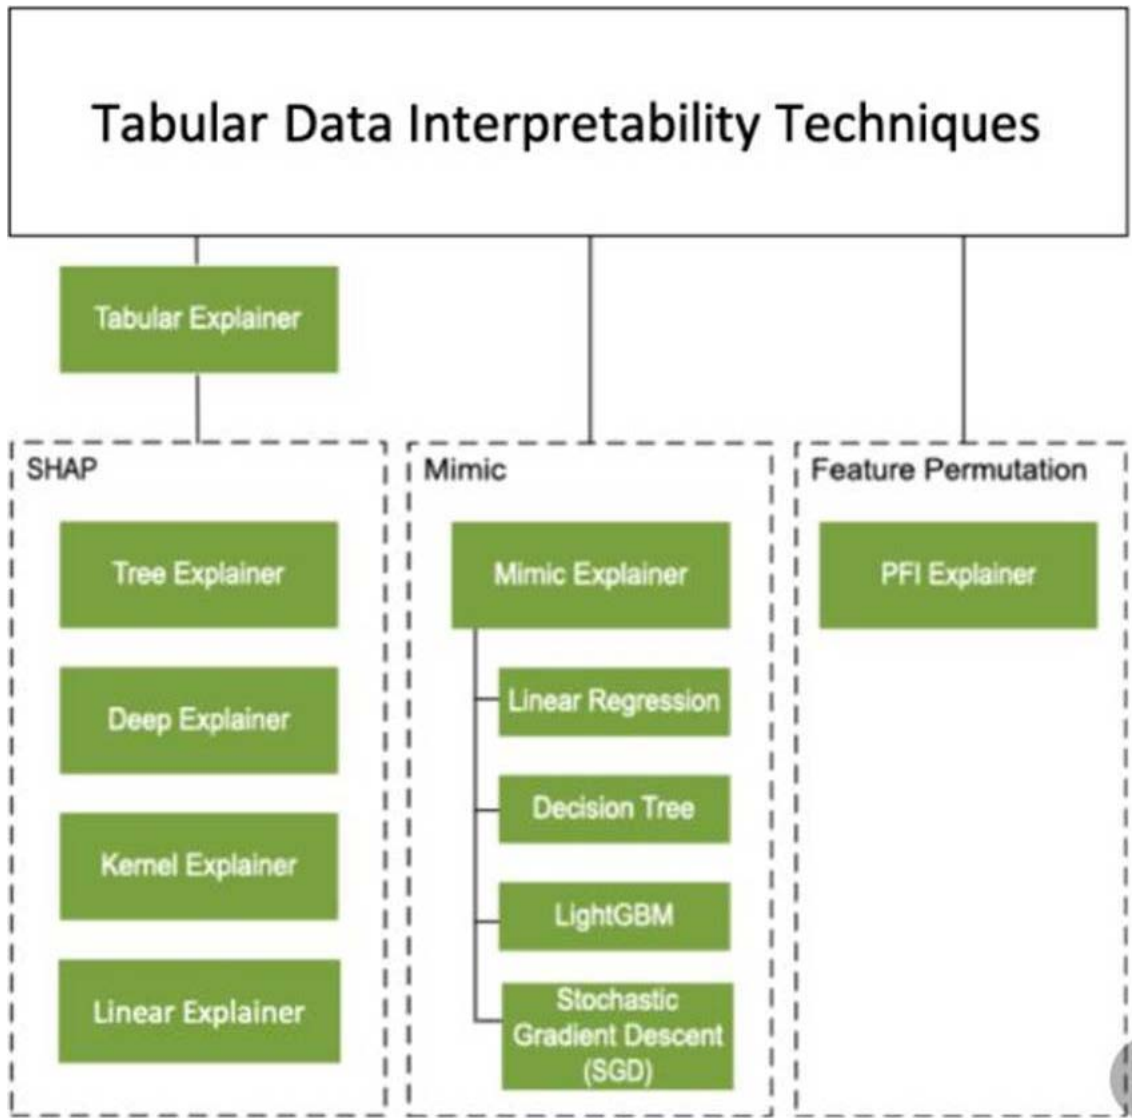 Tabular Data Interpretability Techniques
Tabular Explainer
SHAP
Tree Explainer
Deep Explainer
Kernel Explainer
Linear Explainer
Mimic
Mimic Explainer
Linear Regression
Decision Tree
LightGBM
Stochastic
Gradient Descent
(SGD)
Feature Permutation
PFI Explainer